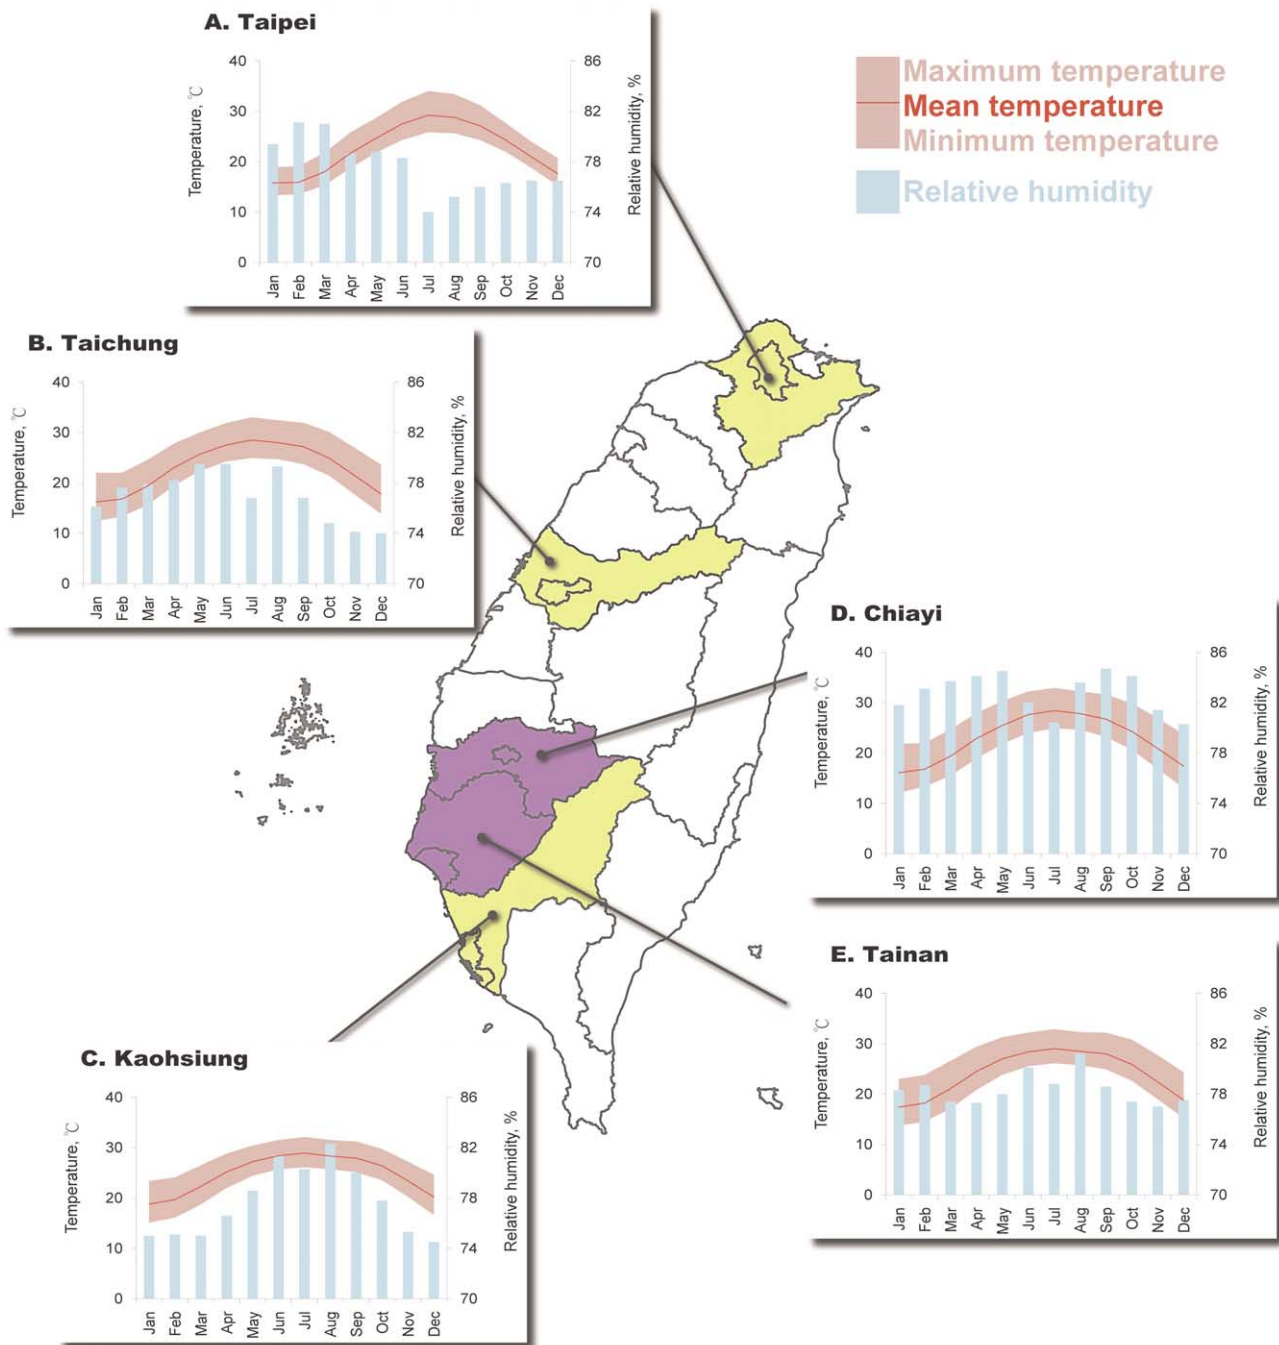 A. Taipei
Temperature, ℃
Relative humidity, %
40
30
20
10
0
86
82
78
74
70
Jan
Feb
Mar
Apr
May
Jun
Jul
Aug
Sep
Oct
Nov
Dec
Maximum temperature
Mean temperature
Minimum temperature
Relative humidity
B. Taichung
Temperature, ℃
Relative humidity, %
40
30
20
10
0
86
82
78
74
70
Jan
Feb
Mar
Apr
May
Jun
Jul
Aug
Sep
Oct
Nov
Dec
D. Chiayi
Temperature, ℃
Relative humidity, %
40
30
20
10
0
86
82
78
74
70
Jan
Feb
Mar
Apr
May
Jun
Jul
Aug
Sep
Oct
Nov
Dec
E. Tainan
Temperature, ℃
Relative humidity, %
40
30
20
10
0
86
82
78
74
70
Jan
Feb
Mar
Apr
May
Jun
Jul
Aug
Sep
Oct
Nov
Dec
C. Kaohsiung
Temperature, ℃
Relative humidity, %
40
30
20
10
0
86
82
78
74
70
Jan
Feb
Mar
Apr
May
Jun
Jul
Aug
Sep
Oct
Nov
Dec